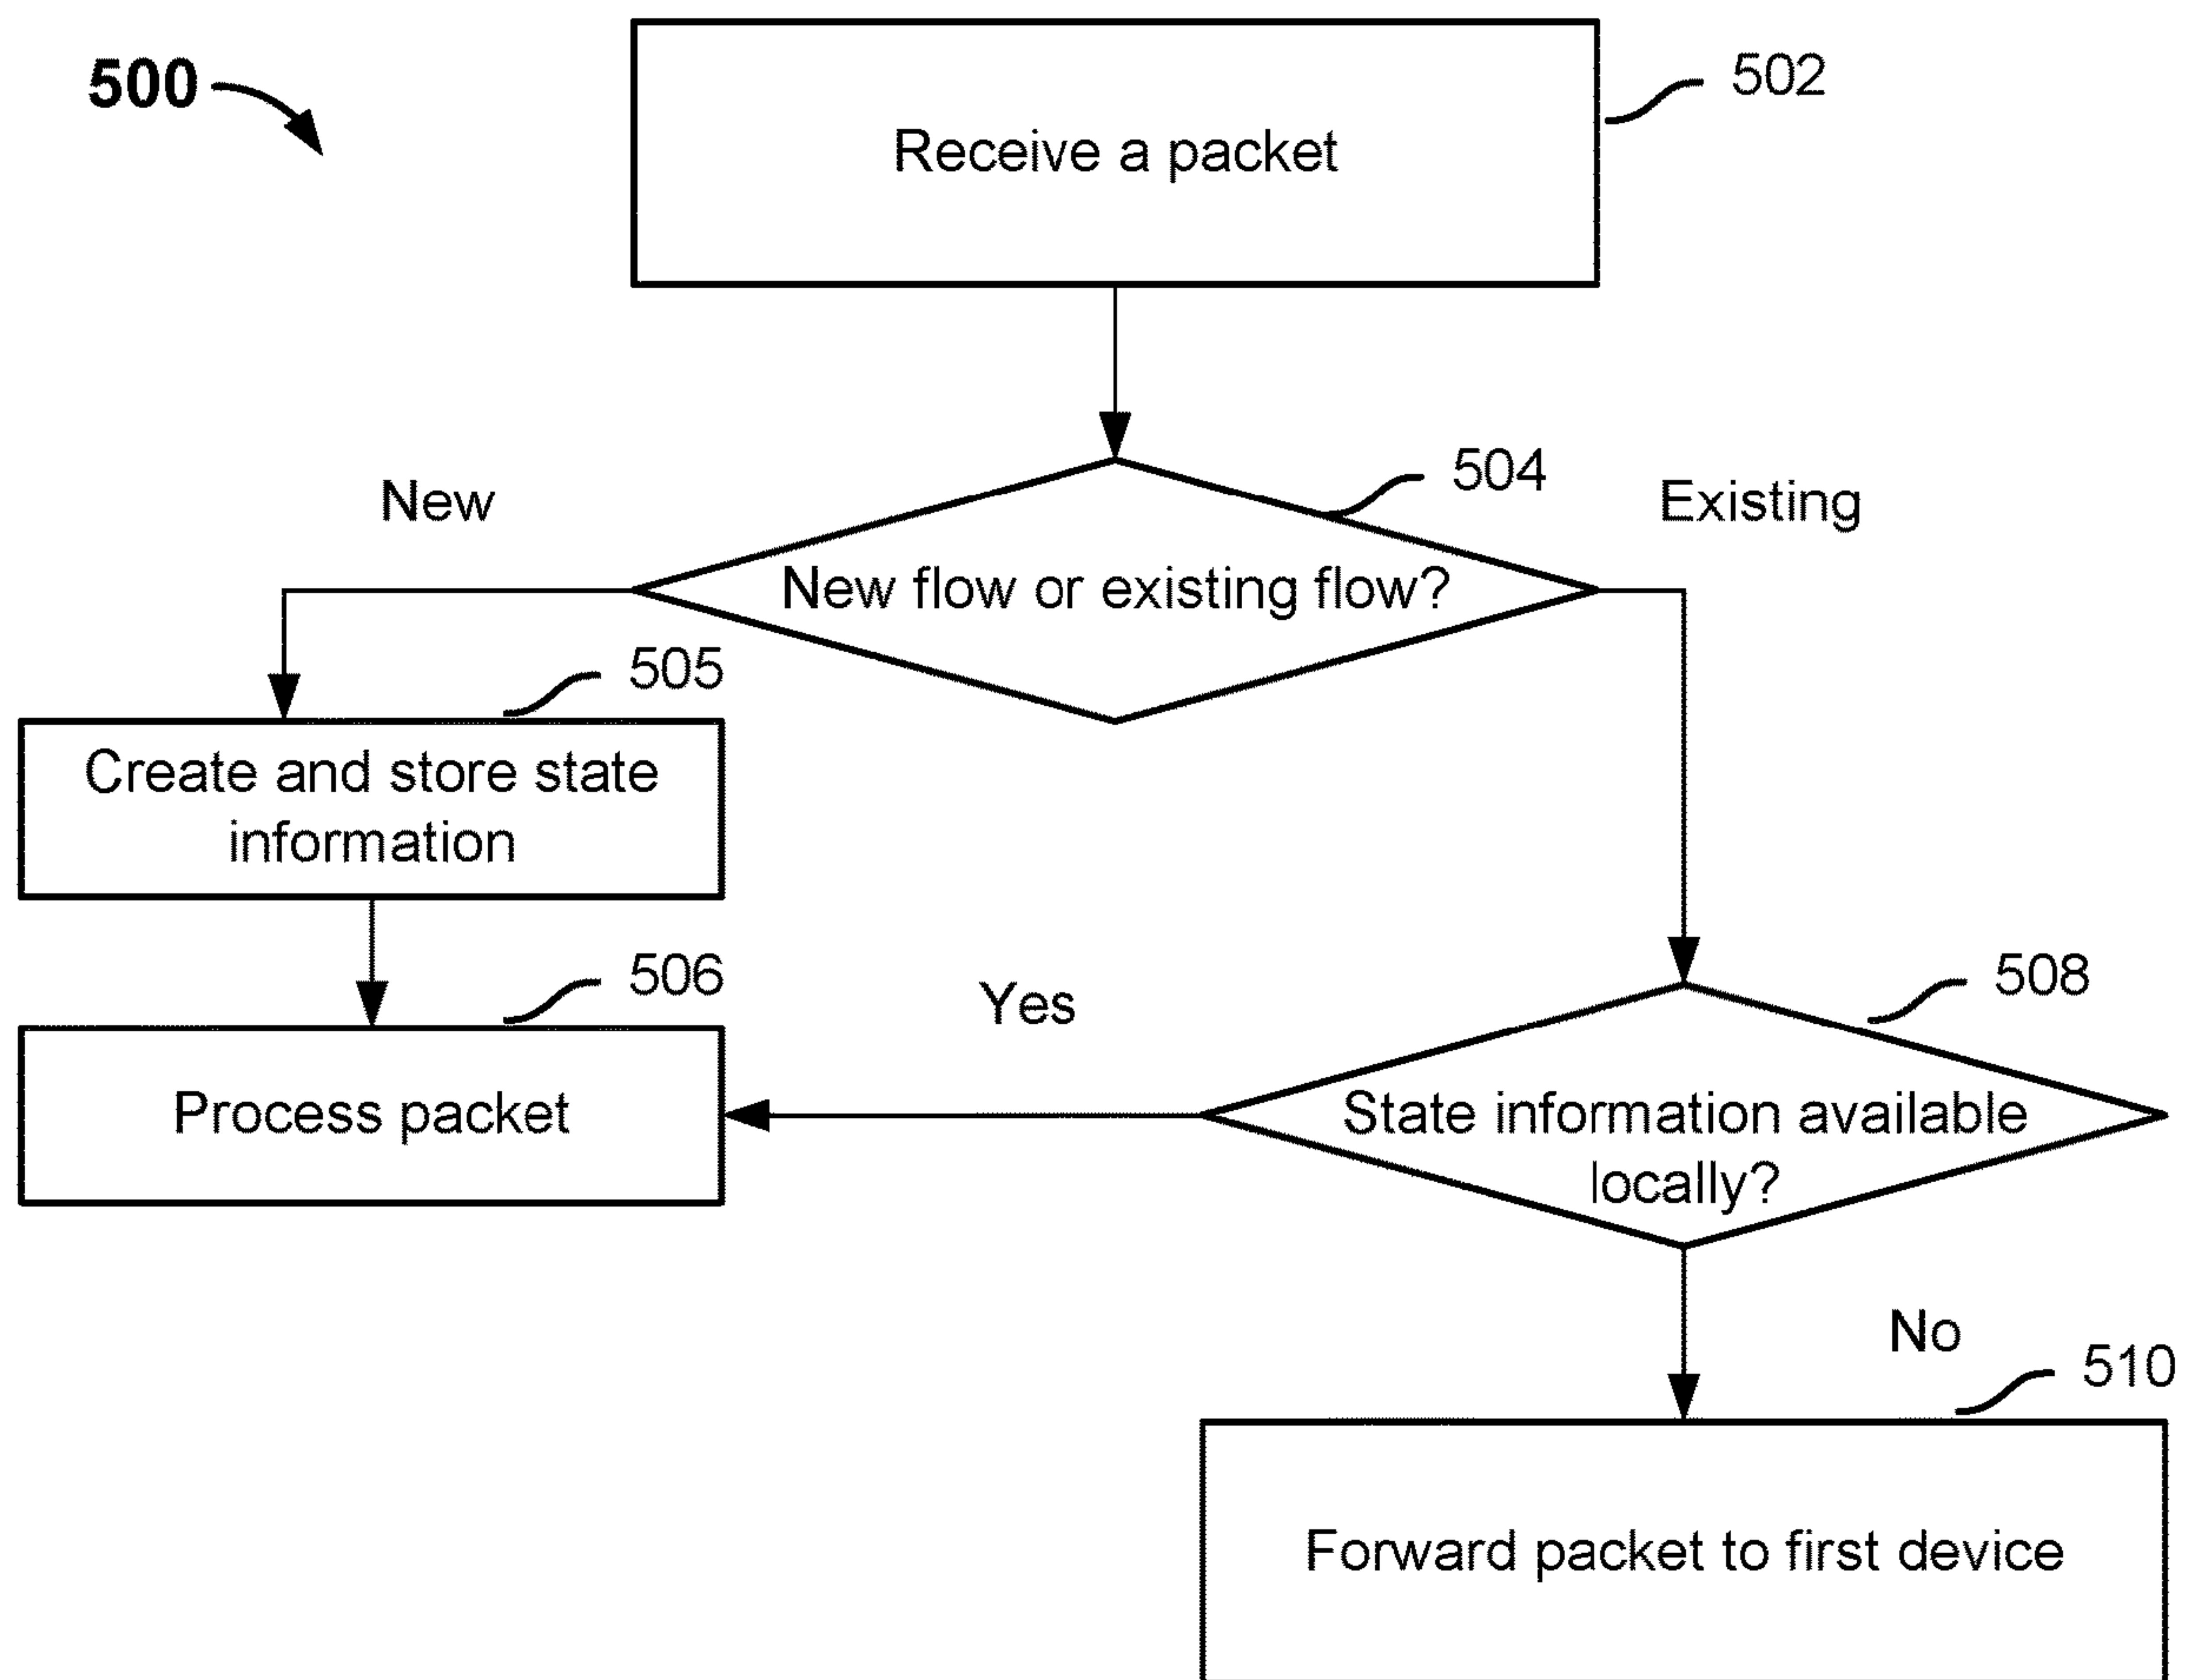 500
502
Receive a packet
504
New
Existing
New flow or existing flow?
505
Create and store state
information
506
508
Yes
Process packet
State information available
locally?
No
510
Forward packet to first device